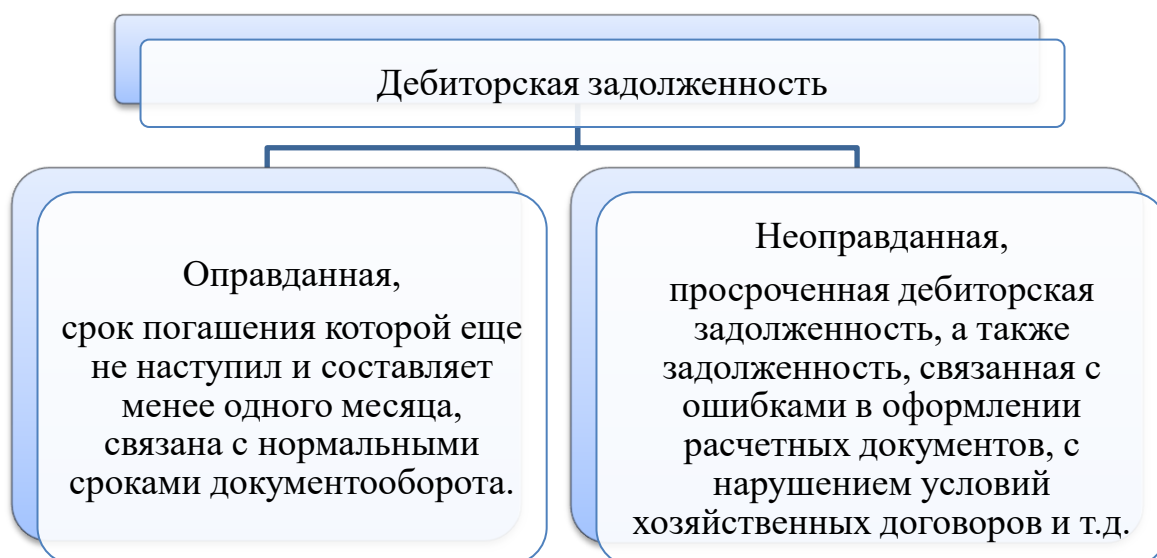 Дебиторская задолженность
Оправданная,
срок погашения которой еще
не наступил и составляет
менее одного месяца,
связана с нормальными
сроками документооборота.
Неоправданная,
просроченная дебиторская
задолженность, а также
задолженность, связанная с
ошибками в оформлении
расчетных документов, с
нарушением условий
хозяйственных договоров и т.д.